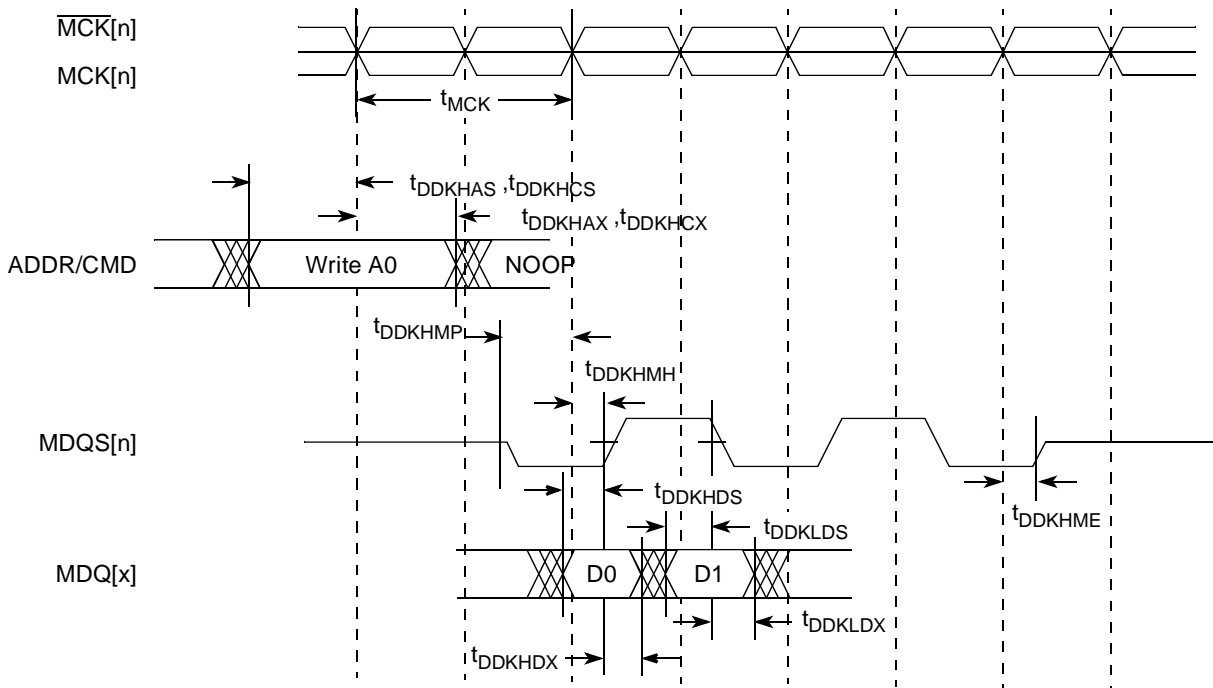 MCK[n]
MCK[n]
tMCK
tDDKHAS ,tDDKHCS
tDDKHAX ,tDDKHCX
ADDR/CMD
Write A0
NOOP
tDDKHMP
tDDKHMH
MDQS[n]
tDDKHDS
tDDKHME
tDDKLDS
MDQ[x]
D0
D1
tDDKLDX
tDDKHDX